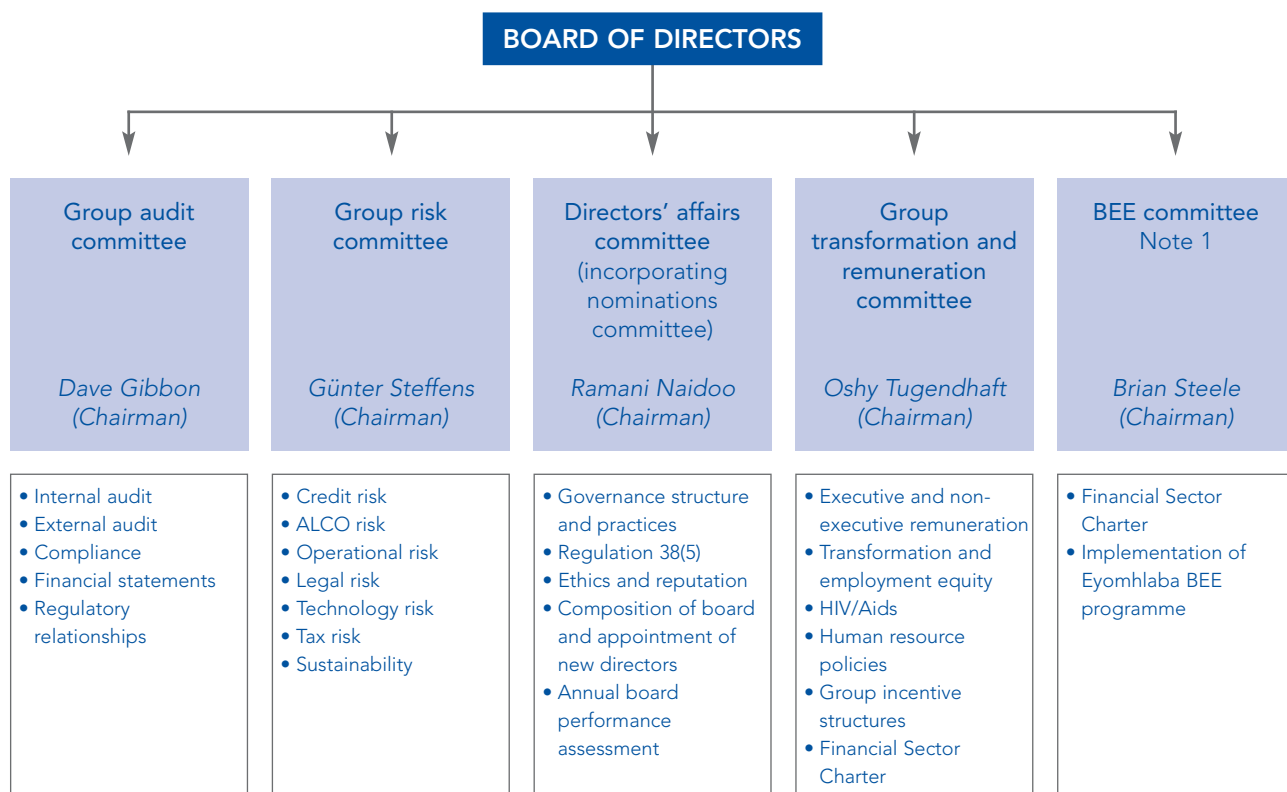 BOARD OF DIRECTORS
Group audit
committee
Dave Gibbon
(Chairman)
Group risk
committee
Günter Steffens
(Chairman)
Directors’ affairs
committee
(incorporating
nominations
committee)
Ramani Naidoo
(Chairman)
Group
transformation and
remuneration
committee
Oshy Tugendhaft
(Chairman)
BEE committee
Note 1
Brian Steele
(Chairman)
• Internal audit
• External audit
• Compliance
• Financial statements
• Regulatory
relationships
• Credit risk
• ALCO risk
• Operational risk
• Legal risk
• Technology risk
• Tax risk
• Sustainability
• Governance structure
and practices
• Regulation 38(5)
• Ethics and reputation
• Composition of board
and appointment of
new directors
• Annual board
performance
assessment
• Executive and non-
executive remuneration
• Transformation and
employment equity
• HIV/Aids
• Human resource
policies
• Group incentive
structures
• Financial Sector
Charter
• Financial Sector
Charter
• Implementation of
Eyomhlaba BEE
programme